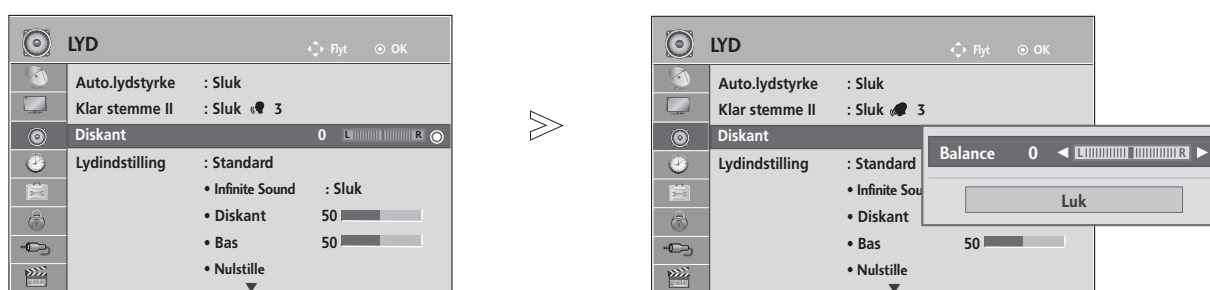 LYD Flyt OK
Auto.lydstyrke : Sluk
Klar stemme II : Sluk 3
Diskant 0 L R
Lydindstilling : Standard
• Infinite Sound : Sluk
• Diskant 50
• Bas 50
• Nulstille
LYD Flyt OK
Auto.lydstyrke : Sluk
Klar stemme II : Sluk 3
Diskant
Balance 0 L R
Lydindstilling : Standard
• Infinite Sou
Luk
• Diskant
• Bas 50
• Nulstille